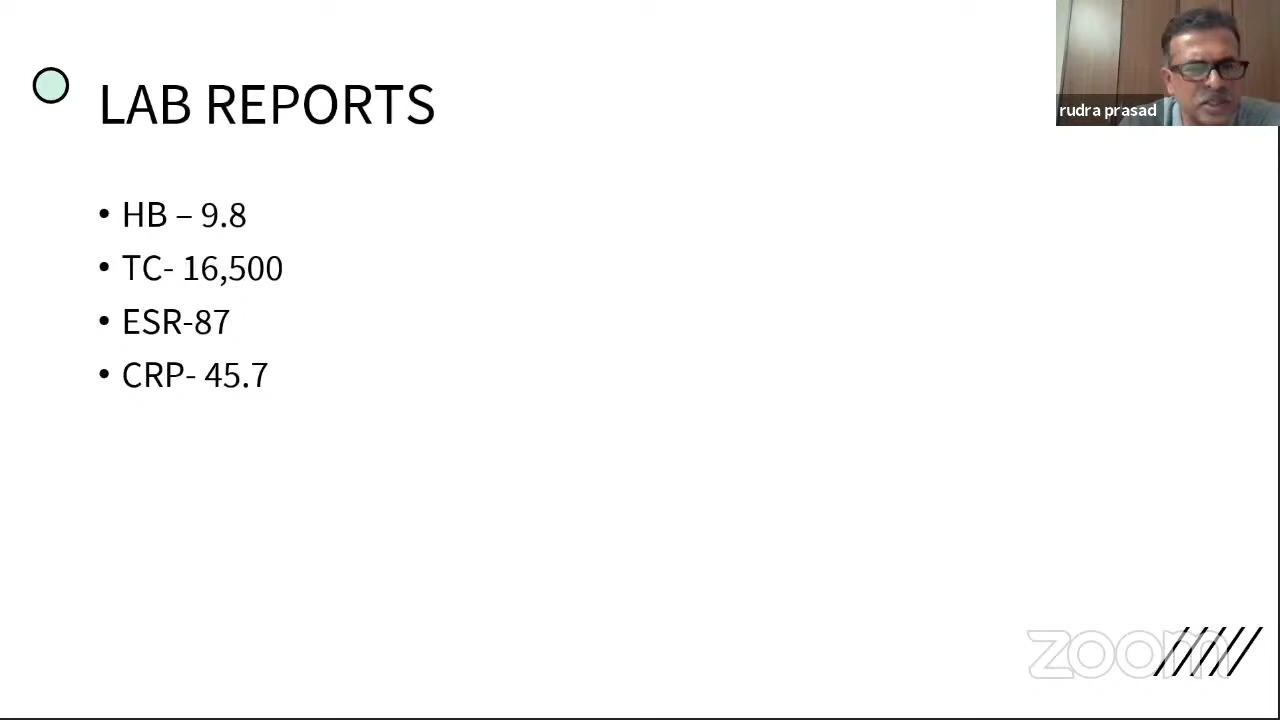 LAB REPORTS
rudra prasad
• HB – 9.8
• TC- 16,500
• ESR-87
• CRP- 45.7
zoom